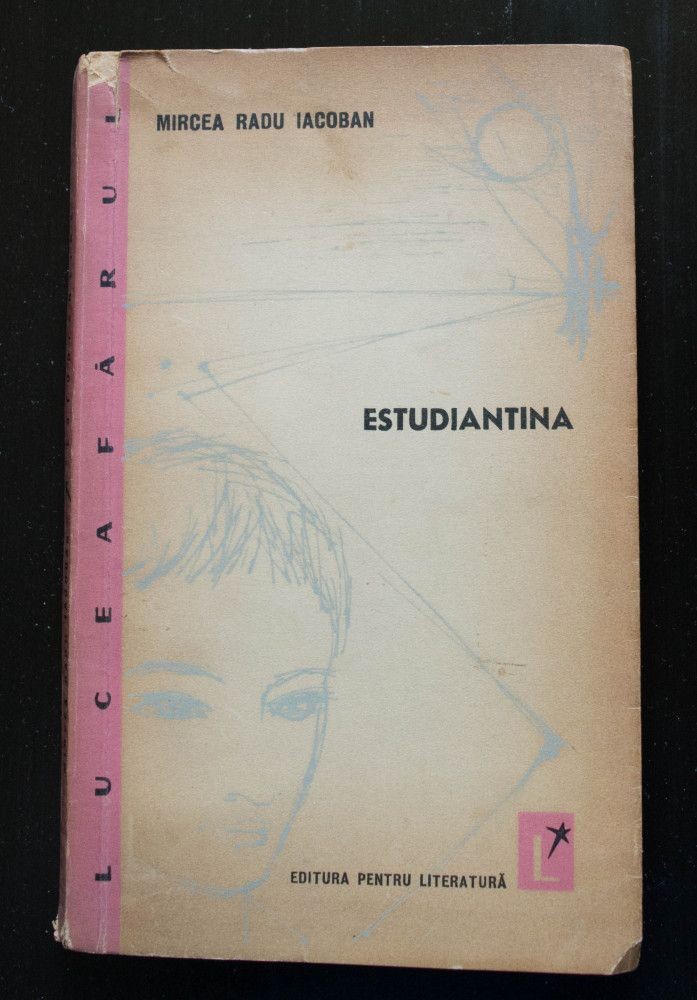 MIRCEA RADU IACOBAN
ESTUDIANTINA
EDITURA PENTRU LITERATURĂ
L
LUCEAFĂRUL